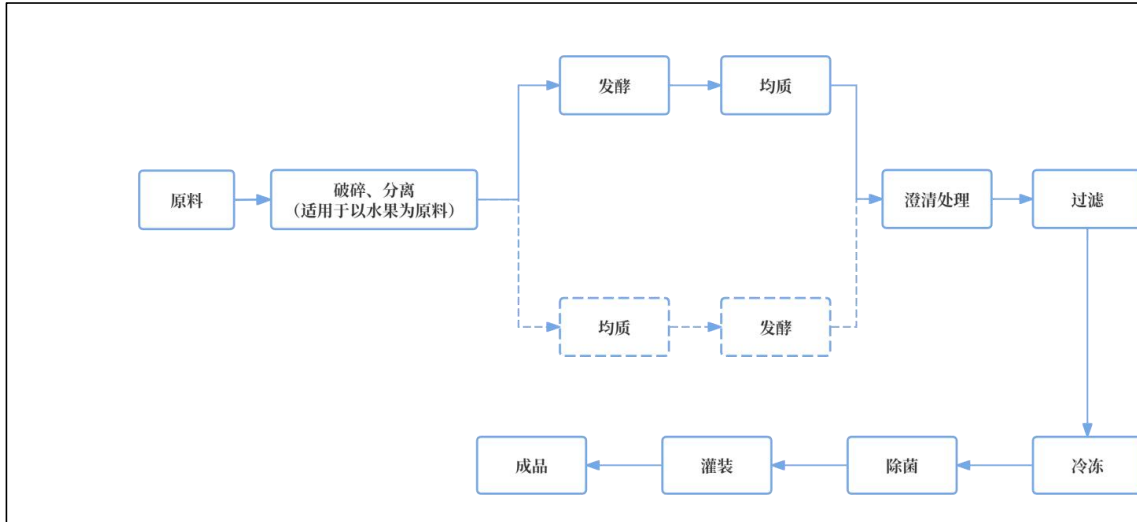 发酵
均质
原料
破碎、分离
（适用于以水果为原料）
澄清处理
过滤
均质
发酵
成品
灌装
除菌
冷冻